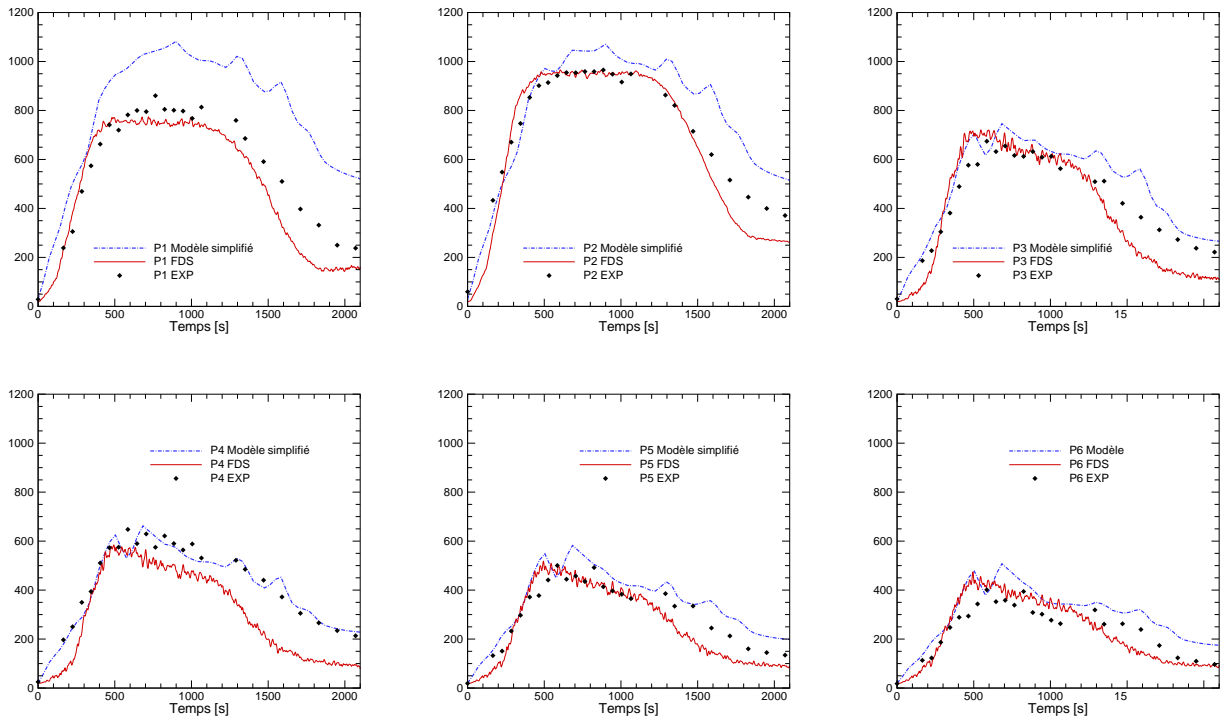 1200
1000
800
600
400
200
0
0 500 1000 1500 2000
Temps [s]
P1 Modèle simplifié
P1 FDS
P1 EXP
1200
1000
800
600
400
200
0
0 500 1000 1500 2000
Temps [s]
P2 Modèle simplifié
P2 FDS
P2 EXP
1200
1000
800
600
400
200
0
0 500 1000 15
Temps [s]
P3 Modèle simplifié
P3 FDS
P3 EXP
1200
1000
800
600
400
200
0
0 500 1000 1500 2000
Temps [s]
P4 Modèle simplifié
P4 FDS
P4 EXP
1200
1000
800
600
400
200
0
0 500 1000 1500 2000
Temps [s]
P5 Modèle simplifié
P5 FDS
P5 EXP
1200
1000
800
600
400
200
0
0 500 1000 15
Temps [s]
P6 Modèle
P6 FDS
P6 EXP